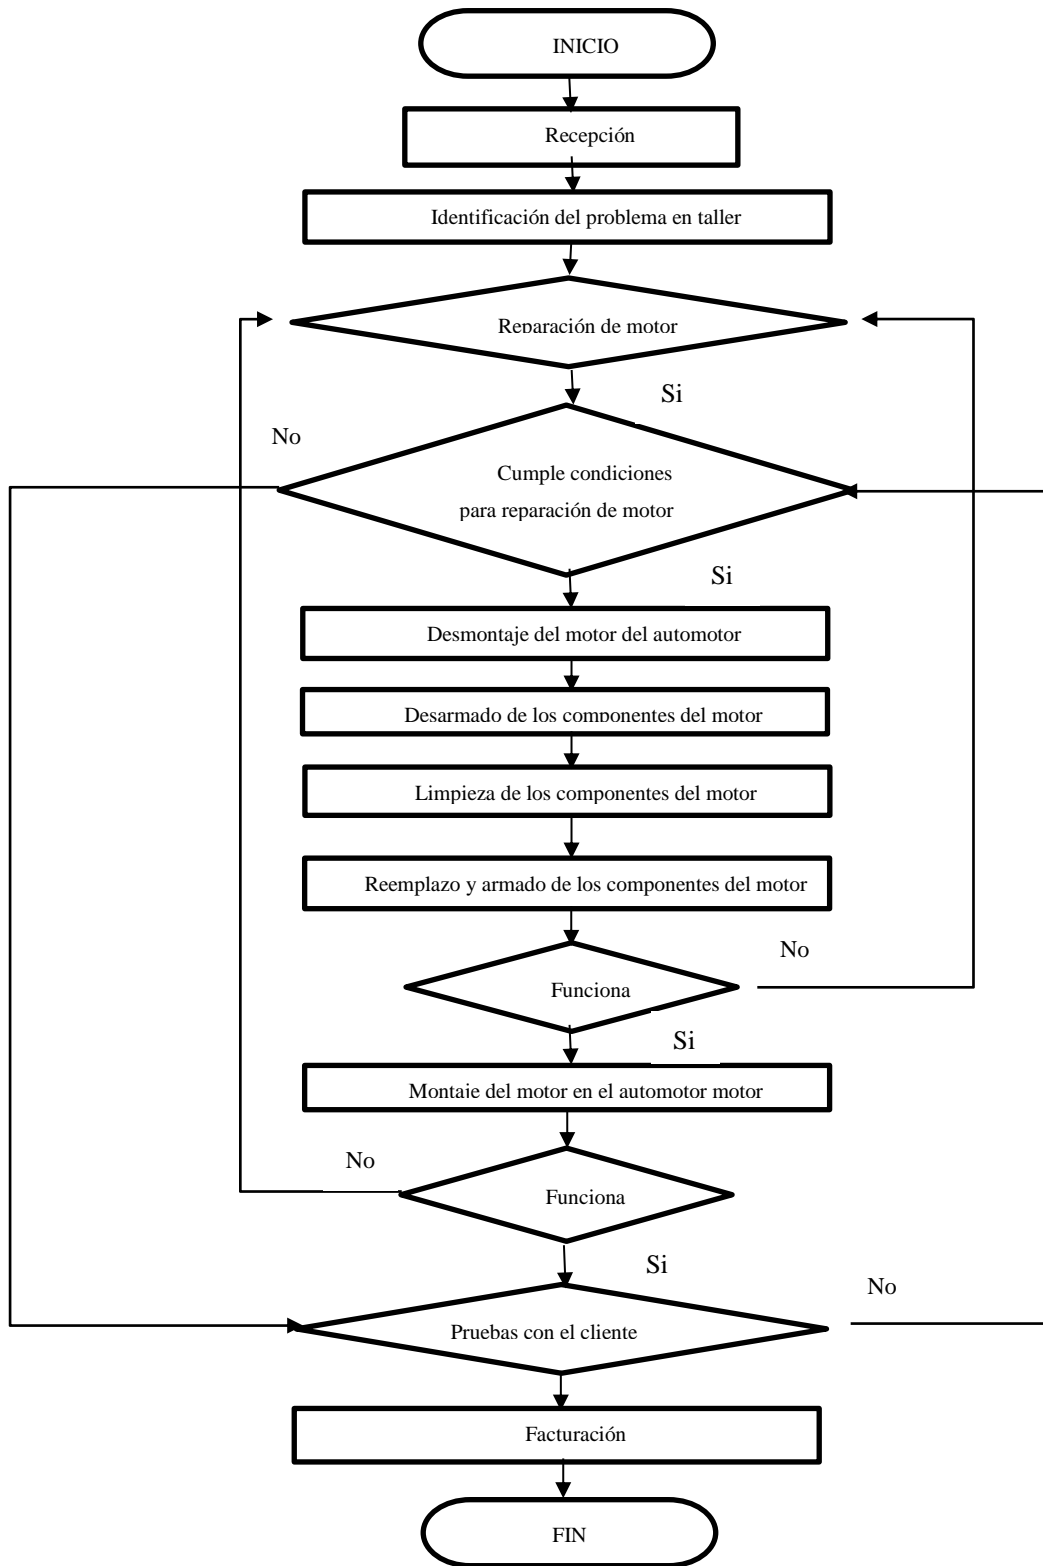 INICIO
Recepción
Identificación del problema en taller
Reparación de motor
Si
No
Cumple condiciones
para reparación de motor
Si
Desmontaje del motor del automotor
Desarmado de los componentes del motor
Limpieza de los componentes del motor
Reemplazo y armado de los componentes del motor
No
Funciona
Si
Montaje del motor en el automotor motor
No
Funciona
Si
No
Pruebas con el cliente
Facturación
FIN